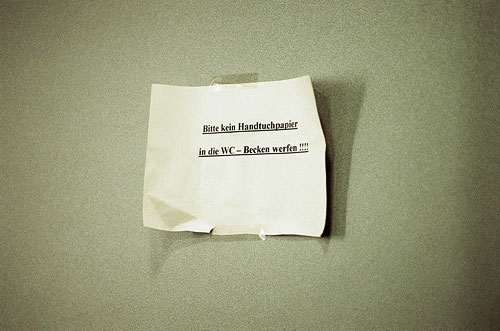 Bitte kein Handtuchpapier
in die WC – Becken werfen !!!!